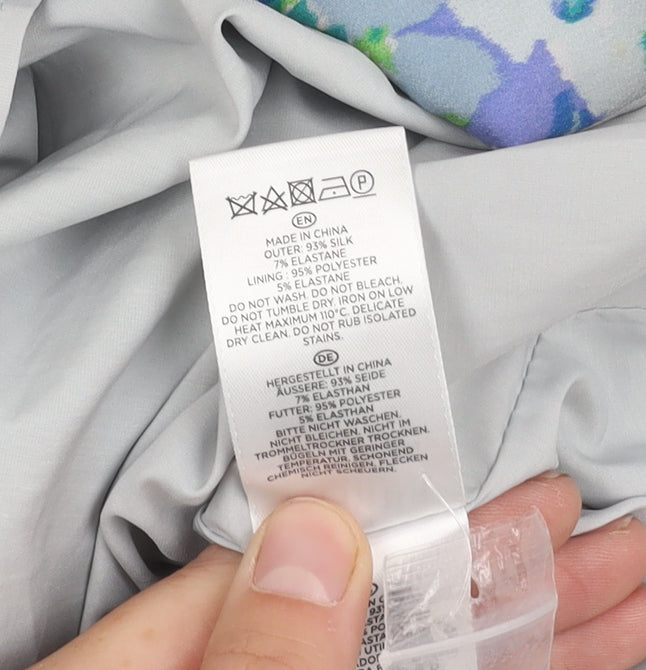 P
EN
MADE IN CHINA
OUTER: 93% SILK
7% ELASTANE
LINING : 95% POLYESTER
5% ELASTANE
DO NOT WASH. DO NOT BLEACH.
DO NOT TUMBLE DRY. IRON ON LOW
HEAT MAXIMUM 110°C. DELICATE
DRY CLEAN. DO NOT RUB ISOLATED
STAINS.
DE
HERGESTELLT IN CHINA
ÄUSSERE: 93% SEIDE
7% ELASTHAN
FUTTER: 95% POLYESTER
5% ELASTHAN
BITTE NICHT WASCHEN.
NICHT BLEICHEN. NICHT IM
TROMMELTROCKNER TROCKNEN.
BÜGELN MIT GERINGER
TEMPERATUR. SCHONEND
CHEMISCH REINIGEN. FLECKEN
NICHT SCHEUERN.